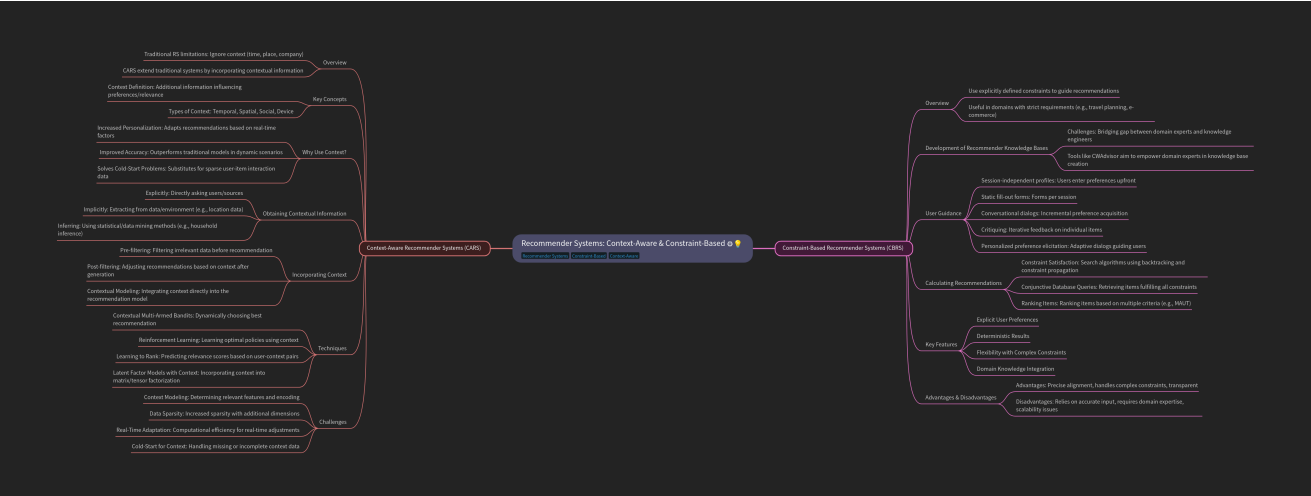 Recommender Systems: Context-Aware & Constraint-Based ⚙💡
Recommender Systems Constraint-Based Context-Aware
Context-Aware Recommender Systems (CARS)
Overview
Traditional RS limitations: Ignore context (time, place, company)
CARS extend traditional systems by incorporating contextual information
Key Concepts
Context Definition: Additional information influencing
preferences/relevance
Types of Context: Temporal, Spatial, Social, Device
Why Use Context?
Increased Personalization: Adapts recommendations based on real-time
factors
Improved Accuracy: Outperforms traditional models in dynamic scenarios
Solves Cold-Start Problems: Substitutes for sparse user-item interaction
data
Obtaining Contextual Information
Explicitly: Directly asking users/sources
Implicitly: Extracting from data/environment (e.g., location data)
Inferring: Using statistical/data mining methods (e.g., household
inference)
Incorporating Context
Pre-filtering: Filtering irrelevant data before recommendation
Post-filtering: Adjusting recommendations based on context after
generation
Contextual Modeling: Integrating context directly into the
recommendation model
Techniques
Contextual Multi-Armed Bandits: Dynamically choosing best
recommendation
Reinforcement Learning: Learning optimal policies using context
Learning to Rank: Predicting relevance scores based on user-context pairs
Latent Factor Models with Context: Incorporating context into
matrix/tensor factorization
Challenges
Context Modeling: Determining relevant features and encoding
Data Sparsity: Increased sparsity with additional dimensions
Real-Time Adaptation: Computational efficiency for real-time adjustments
Cold-Start for Context: Handling missing or incomplete context data
Constraint-Based Recommender Systems (CBRS)
Overview
Use explicitly defined constraints to guide recommendations
Useful in domains with strict requirements (e.g., travel planning, e-
commerce)
Development of Recommender Knowledge Bases
Challenges: Bridging gap between domain experts and knowledge
engineers
Tools like CWAdvisor aim to empower domain experts in knowledge base
creation
User Guidance
Session-independent profiles: Users enter preferences upfront
Static fill-out forms: Forms per session
Conversational dialogs: Incremental preference acquisition
Critiquing: Iterative feedback on individual items
Personalized preference elicitation: Adaptive dialogs guiding users
Calculating Recommendations
Constraint Satisfaction: Search algorithms using backtracking and
constraint propagation
Conjunctive Database Queries: Retrieving items fulfilling all constraints
Ranking Items: Ranking items based on multiple criteria (e.g., MAUT)
Key Features
Explicit User Preferences
Deterministic Results
Flexibility with Complex Constraints
Domain Knowledge Integration
Advantages & Disadvantages
Advantages: Precise alignment, handles complex constraints, transparent
Disadvantages: Relies on accurate input, requires domain expertise,
scalability issues